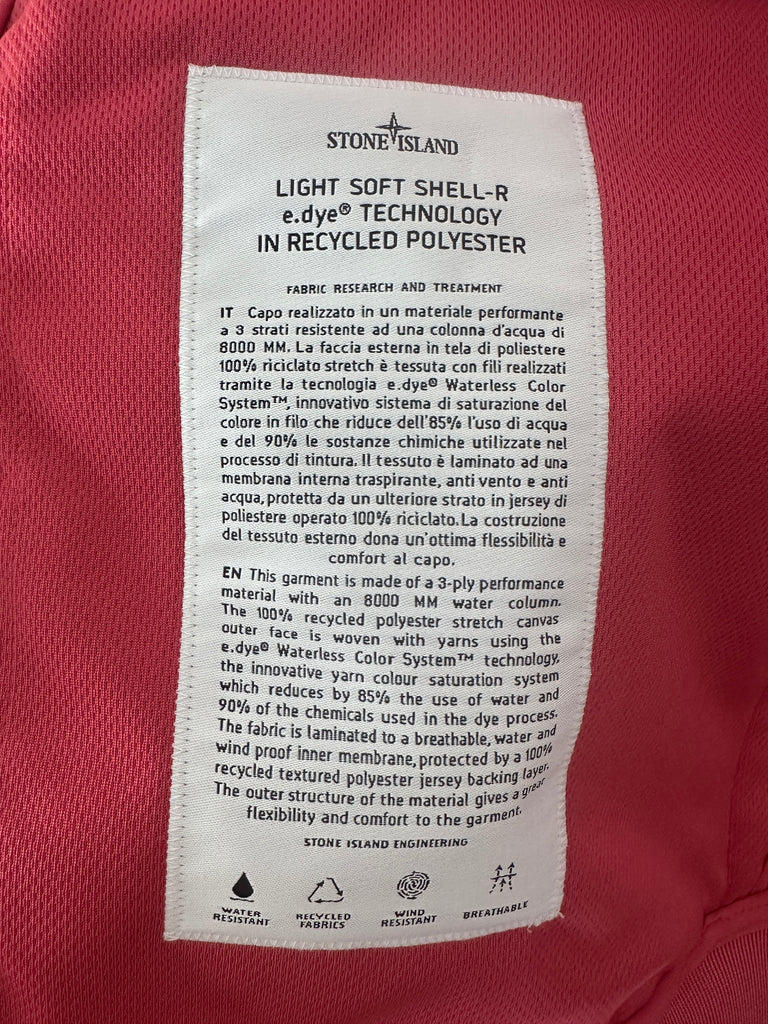 STONE ISLAND
LIGHT SOFT SHELL-R
e.dye® TECHNOLOGY
IN RECYCLED POLYESTER
FABRIC RESEARCH AND TREATMENT
IT Capo realizzato in un materiale performante
a 3 strati resistente ad una colonna d'acqua di
8000 MM. La faccia esterna in tela di poliestere
100% riciclato stretch è tessuta con fili realizzati
tramite la tecnologia e.dye® Waterless Color
System™, innovativo sistema di saturazione del
colore in filo che riduce dell'85% l'uso di acqua
e del 90% le sostanze chimiche utilizzate nel
processo di tintura. Il tessuto è laminato ad una
membrana interna traspirante, anti vento e anti
acqua, protetta da un ulteriore strato in jersey di
poliestere operato 100% riciclato. La costruzione
del tessuto esterno dona un'ottima flessibilità e
comfort al capo.
EN This garment is made of a 3-ply performance
material with an 8000 MM water column.
The 100% recycled polyester stretch canvas
outer face is woven with yarns using the
e.dye® Waterless Color System™ technology,
the innovative yarn colour saturation system
which reduces by 85% the use of water and
90% of the chemicals used in the dye process.
The fabric is laminated to a breathable, water and
wind proof inner membrane, protected by a 100%
recycled textured polyester jersey backing layer.
The outer structure of the material gives a great
flexibility and comfort to the garment.
STONE ISLAND ENGINEERING
WATER
RESISTANT
RECYCLED
FABRICS
WIND
RESISTANT
BREATHABLE